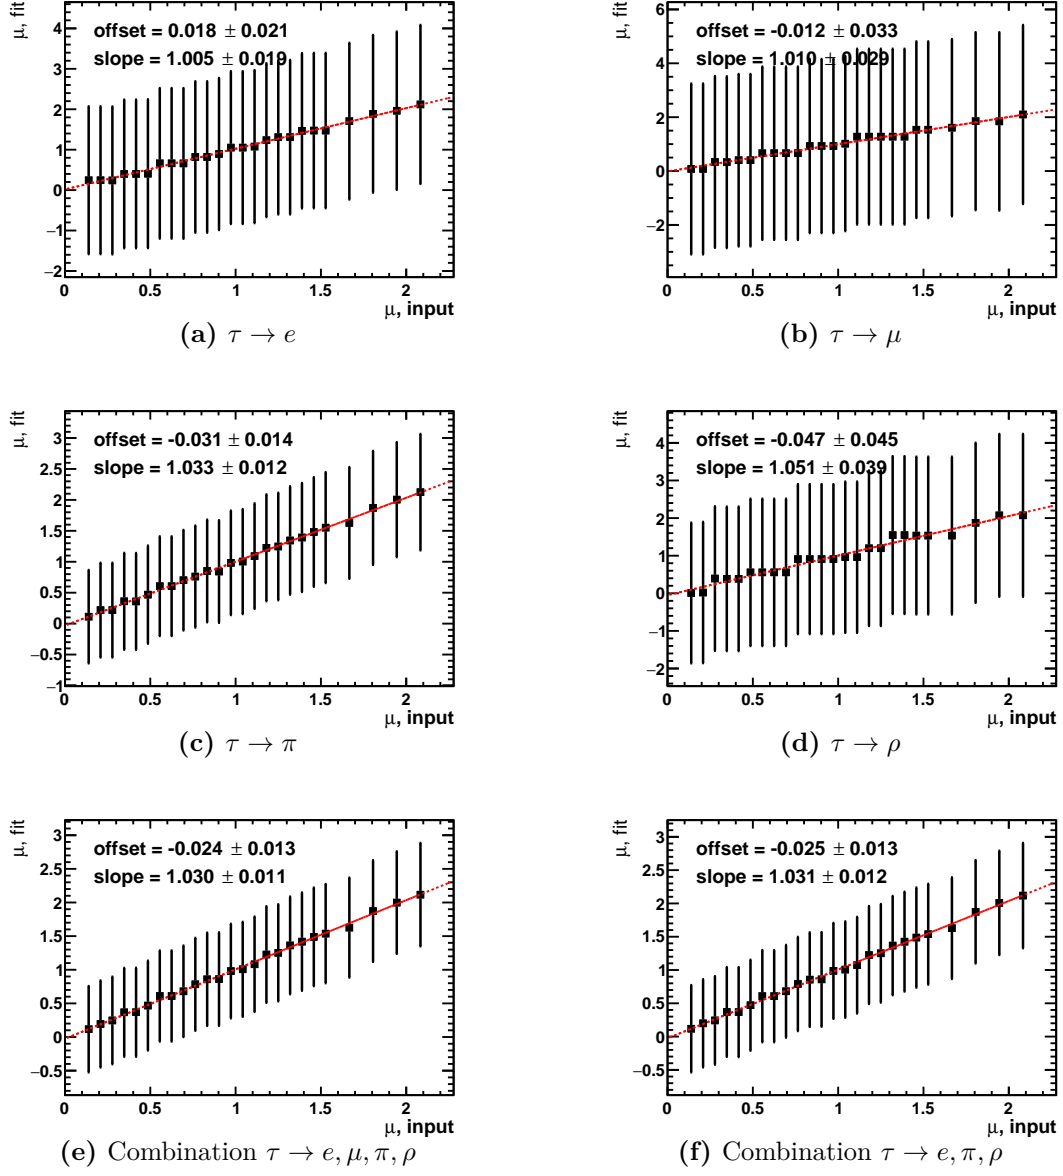 μ, fit
4
3
2
1
0
−1
−2
offset = 0.018 ± 0.021
slope = 1.005 ± 0.019
0 0.5 1 1.5 2
μ, input
(a) τ → e
μ, fit
6
4
2
0
−2
offset = -0.012 ± 0.033
slope = 1.010 ± 0.029
0 0.5 1 1.5 2
μ, input
(b) τ → μ
μ, fit
3
2.5
2
1.5
1
0.5
0
−0.5
−1
offset = -0.031 ± 0.014
slope = 1.033 ± 0.012
0 0.5 1 1.5 2
μ, input
(c) τ → π
μ, fit
4
3
2
1
0
−1
−2
offset = -0.047 ± 0.045
slope = 1.051 ± 0.039
0 0.5 1 1.5 2
μ, input
(d) τ → ρ
μ, fit
3
2.5
2
1.5
1
0.5
0
−0.5
offset = -0.024 ± 0.013
slope = 1.030 ± 0.011
0 0.5 1 1.5 2
μ, input
(e) Combination τ → e, μ, π, ρ
μ, fit
3
2.5
2
1.5
1
0.5
0
−0.5
offset = -0.025 ± 0.013
slope = 1.031 ± 0.012
0 0.5 1 1.5 2
μ, input
(f) Combination τ → e, π, ρ